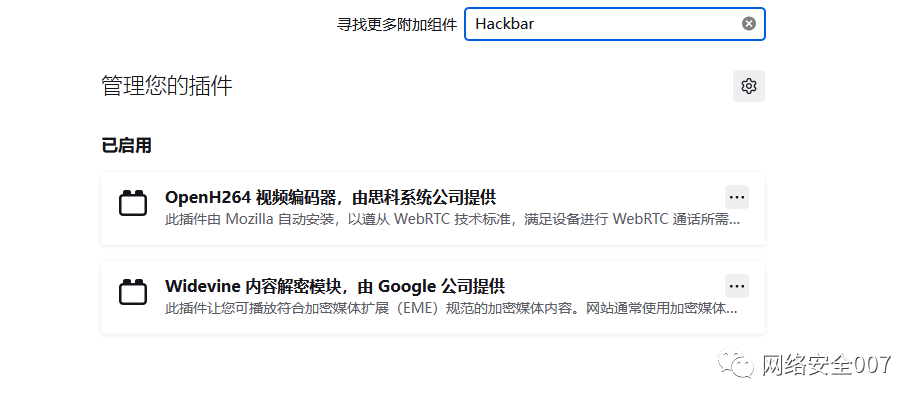 寻找更多附加组件 Hackbar
管理您的插件
已启用
OpenH264 视频编码器，由思科系统公司提供
此插件由 Mozilla 自动安装，以遵从 WebRTC 技术标准，满足设备进行 WebRTC 通话所需...
Widevine 内容解密模块，由 Google 公司提供
此插件让您可播放符合加密媒体扩展（EME）规范的加密媒体内容。网站通常使用加密媒体...
网络安全007